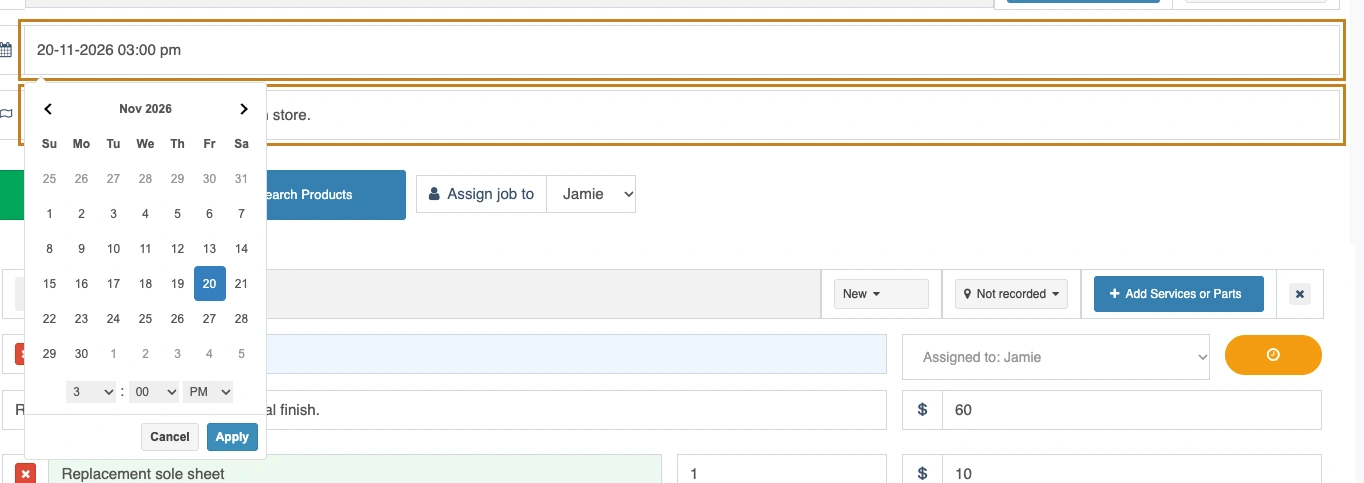 20-11-2026 03:00 pm
Nov 2026
store.
Su Mo Tu We Th Fr Sa
25 26 27 28 29 30 31
Search Products
Assign job to Jamie
1 2 3 4 5 6 7
8 9 10 11 12 13 14
15 16 17 18 19 20 21
New Not recorded + Add Services or Parts
22 23 24 25 26 27 28
29 30 1 2 3 4 5
Assigned to: Jamie
3 : 00 PM
finish.
$ 60
Cancel Apply
Replacement sole sheet 1 $ 10